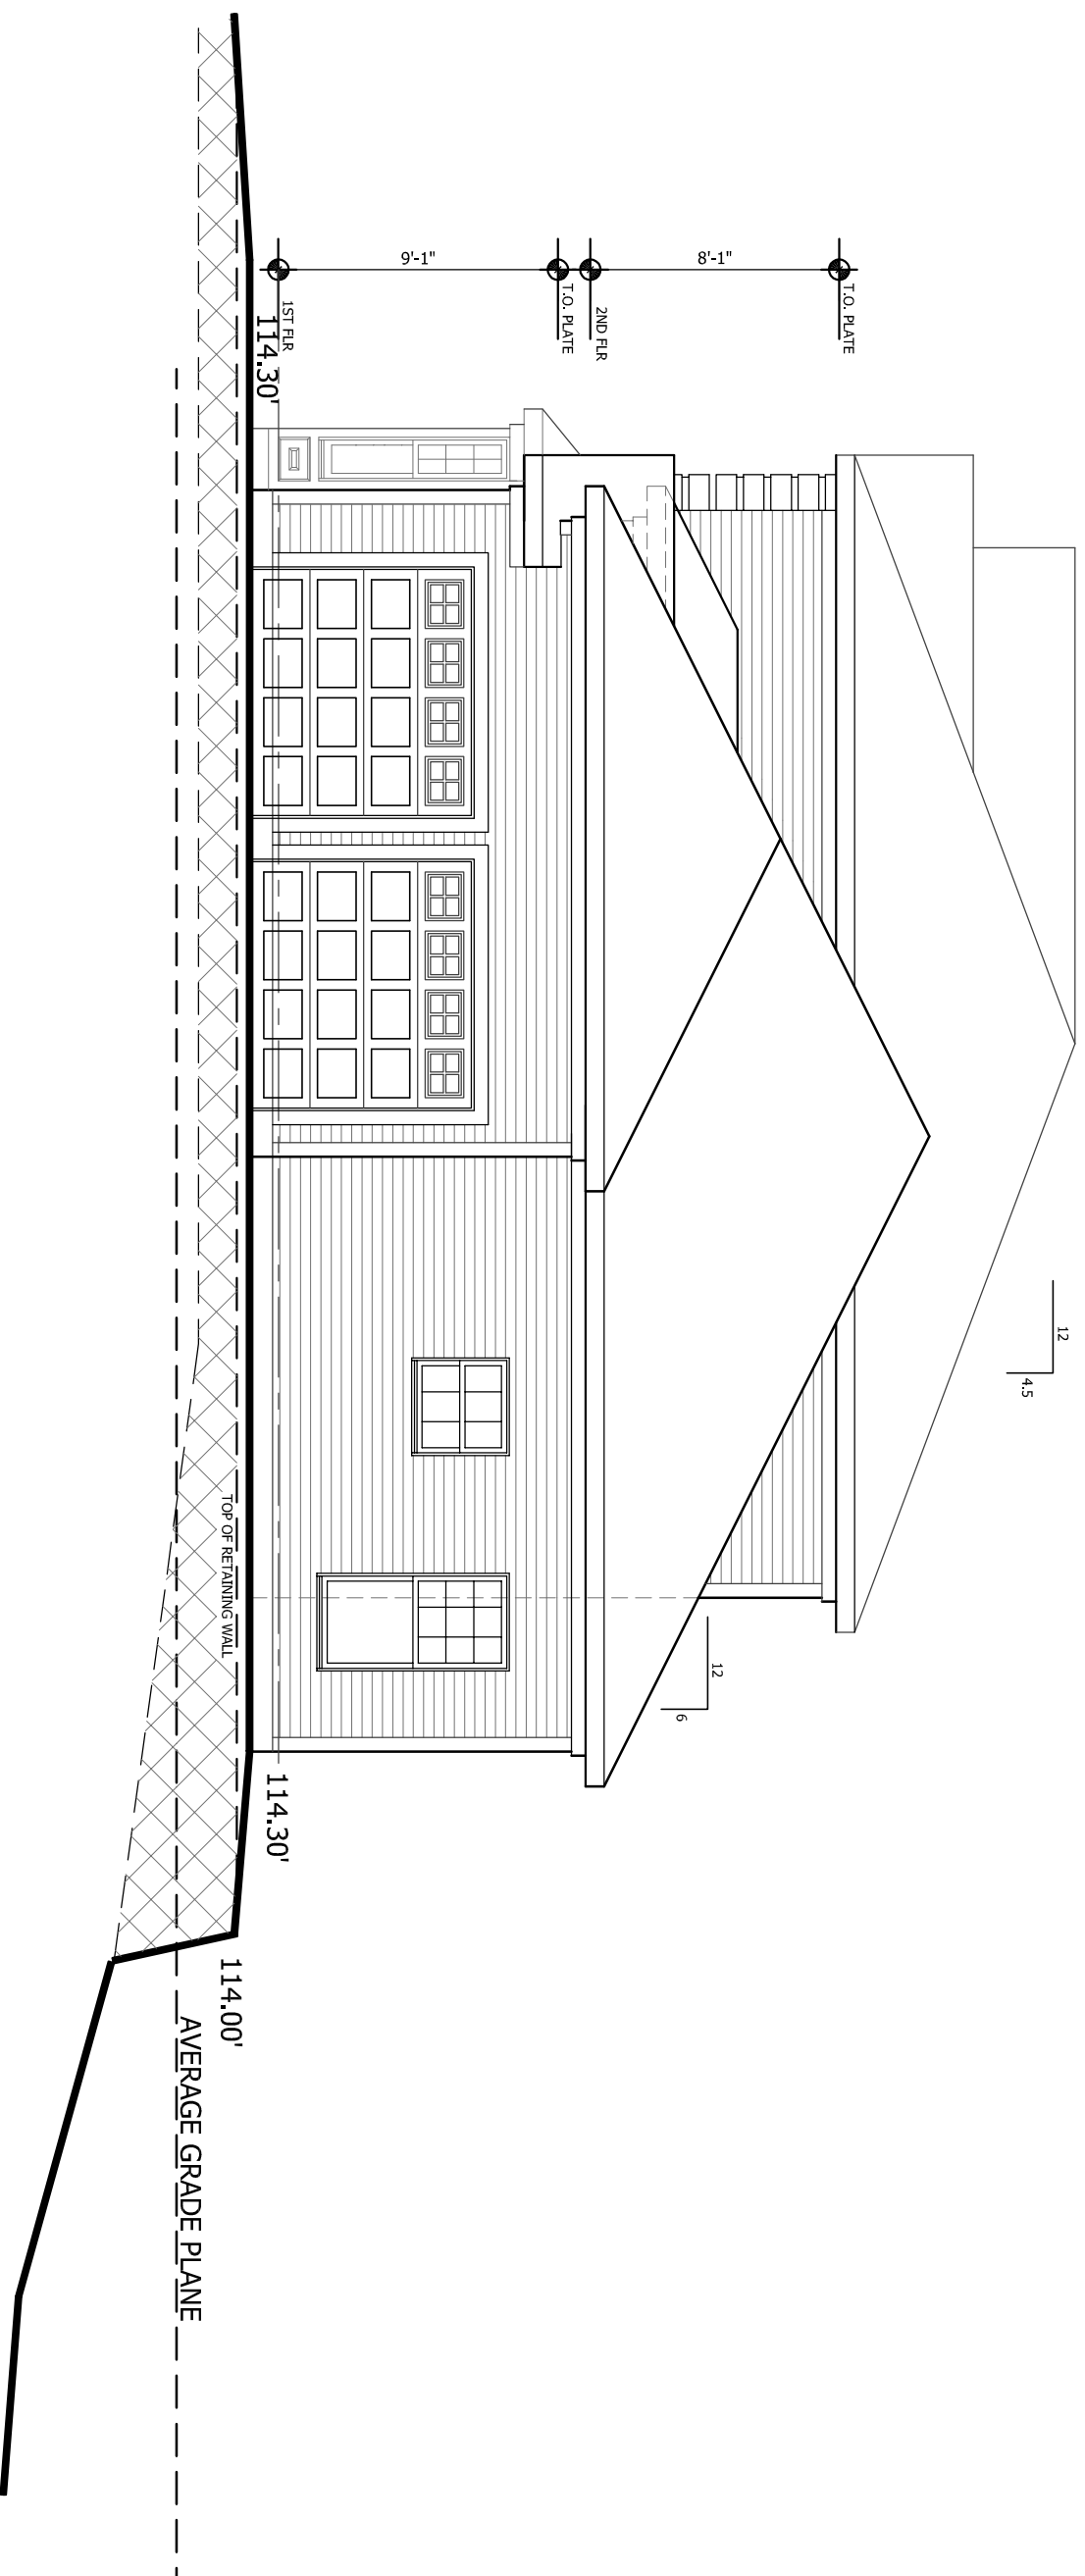 12
4.5
T.O. PLATE
8'-1"
12
6
2ND FLR
T.O. PLATE
9'-1"
1ST FLR
114.30'
114.30'
114.00'
TOP OF RETAINING WALL
AVERAGE GRADE PLANE